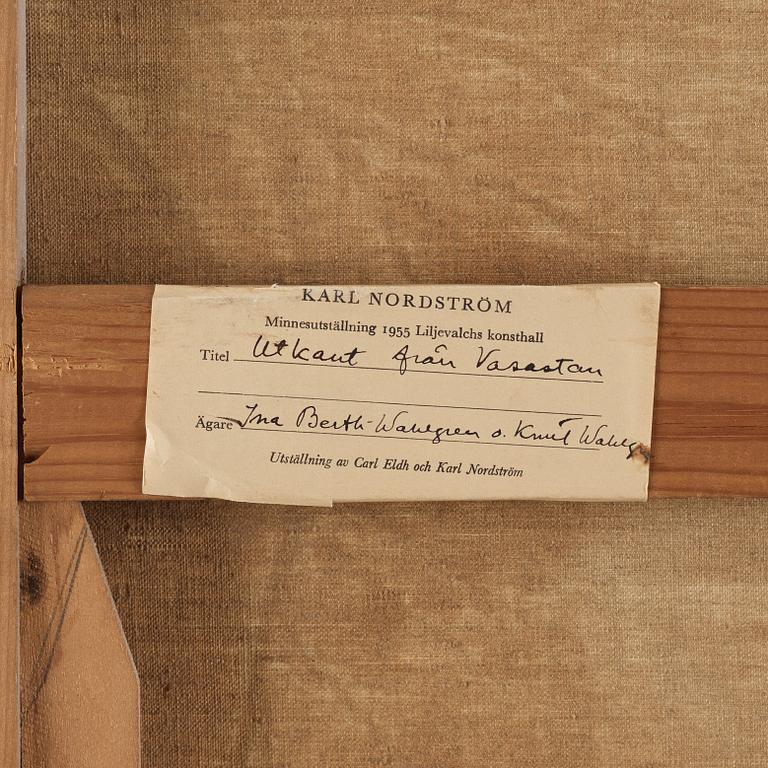 KARL NORDSTRÖM
Minnesutställning 1955 Liljevalchs konsthall
Titel Utkant från Vasastan
Ägare Ina Berth-Wahlgren o. Knut Wahlg
Utställning av Carl Eldh och Karl Nordström